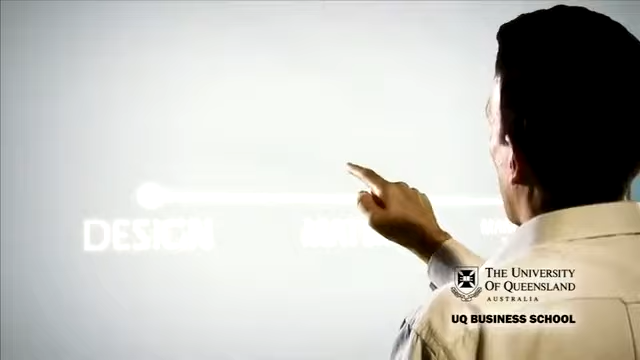 DESIGN
THE UNIVERSITY
OF QUEENSLAND
AUSTRALIA
UQ BUSINESS SCHOOL